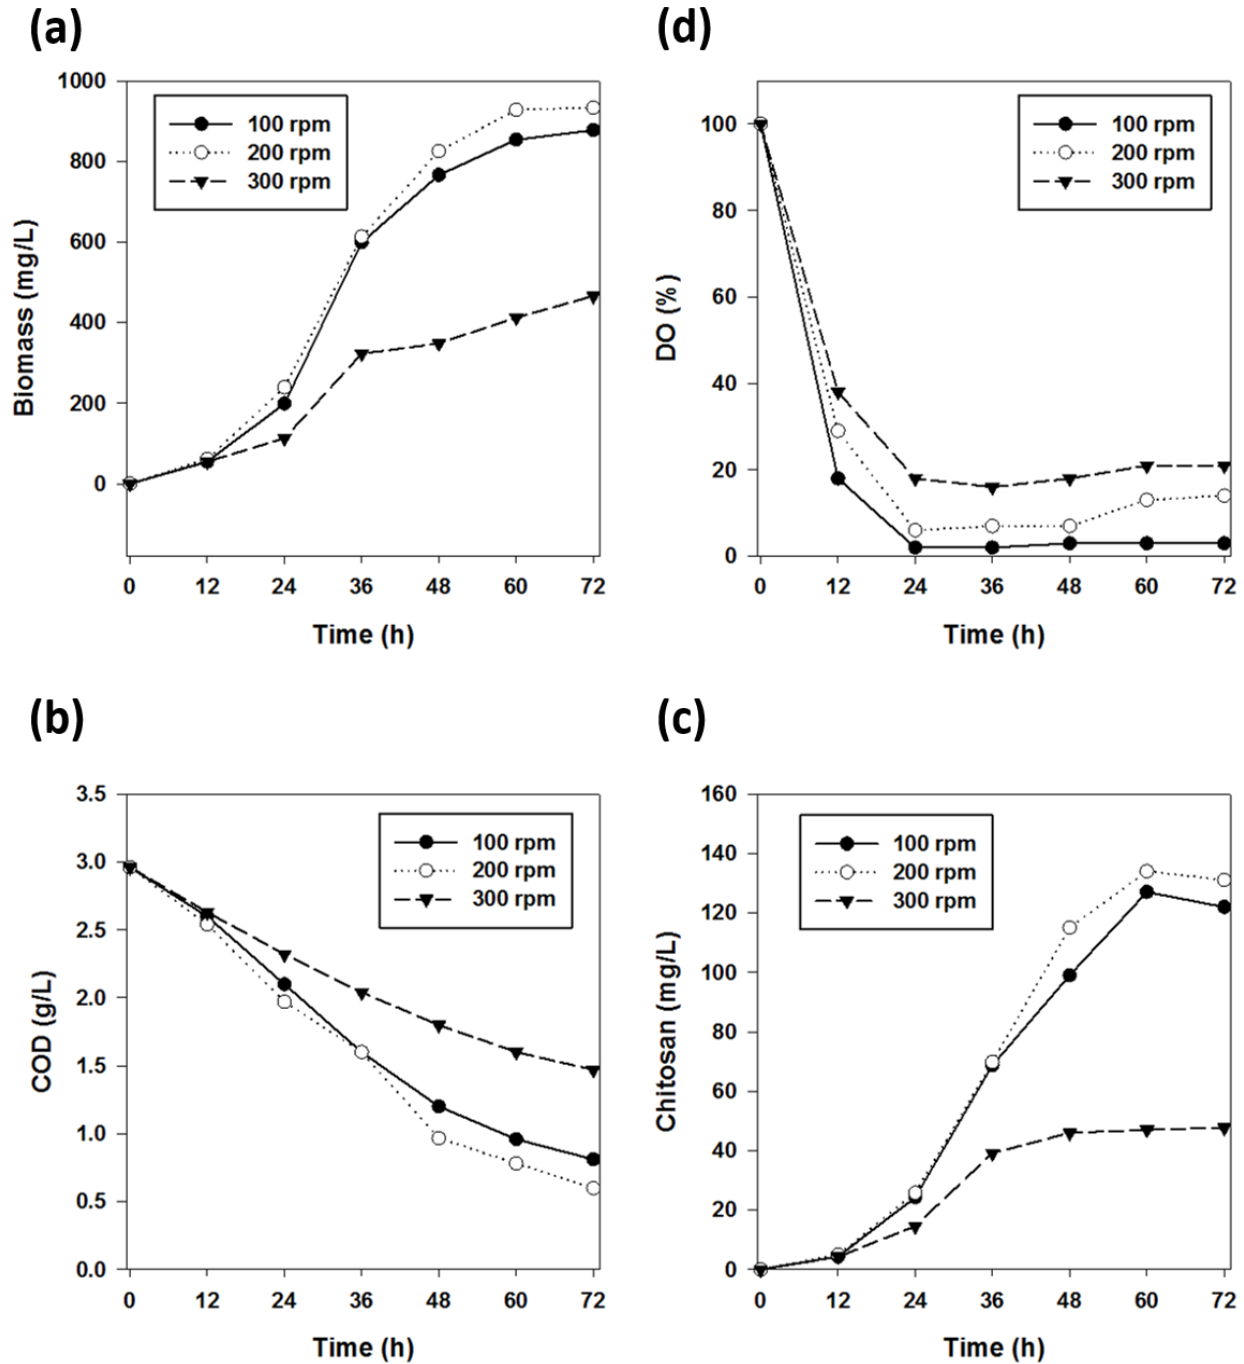 (a)
1000
800
600
400
200
0
Biomass (mg/L)
100 rpm
200 rpm
300 rpm
0 12 24 36 48 60 72
Time (h)
(d)
100
80
60
40
20
0
DO (%)
100 rpm
200 rpm
300 rpm
0 12 24 36 48 60 72
Time (h)
(b)
3.5
3.0
2.5
2.0
1.5
1.0
0.5
0.0
COD (g/L)
100 rpm
200 rpm
300 rpm
0 12 24 36 48 60 72
Time (h)
(c)
160
140
120
100
80
60
40
20
0
Chitosan (mg/L)
100 rpm
200 rpm
300 rpm
0 12 24 36 48 60 72
Time (h)